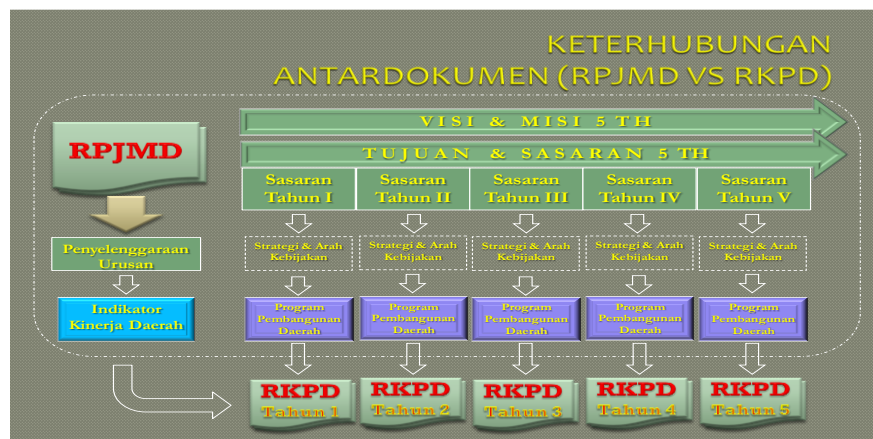 KETERHUBUNGAN
ANTARDOKUMEN (RPJMD VS RKPD)
RPJMD
VISI & MISI 5 TH
TUJUAN & SASARAN 5 TH
Sasaran
Tahun I
Sasaran
Tahun II
Sasaran
Tahun III
Sasaran
Tahun IV
Sasaran
Tahun V
Penyelenggaraan
Urusan
Strategi & Arah
Kebijakan
Strategi & Arah
Kebijakan
Strategi & Arah
Kebijakan
Strategi & Arah
Kebijakan
Strategi & Arah
Kebijakan
Indikator
Kinerja Daerah
Program
Pembangunan
Daerah
Program
Pembangunan
Daerah
Program
Pembangunan
Daerah
Program
Pembangunan
Daerah
Program
Pembangunan
Daerah
RKPD
Tahun 1
RKPD
Tahun 2
RKPD
Tahun 3
RKPD
Tahun 4
RKPD
Tahun 5